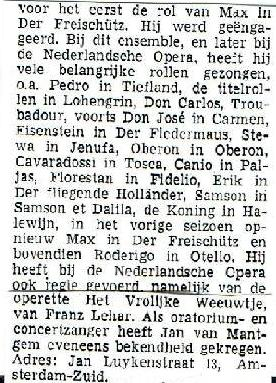 voor het eerst de rol van Max in
Der Freischütz. Hij werd geënga-
geerd. Bij dit ensemble, en later bij
de Nederlandse Opera, heeft hij
vele belangrijke rollen gezongen,
o.a. Pedro in Tiefland, de titelrol-
len in Lohengrin, Don Carlos, Trou-
badour, voorts Don José in Carmen,
Eisenstein in Der Fledermaus, Ste-
wa in Jenufa, Oberon in Oberon,
Cavaradossi in Tosca, Canio in Pal-
jas, Florestan in Fidelio, Erik in
Der fliegende Holländer, Samson in
Samson et Dalila, de Koning in Ha-
lewijn, in het vorige seizoen op-
nieuw Max in Der Freischütz en
bovendien Roderigo in Otello. Hij
heeft bij de Nederlandse Opera
ook regie gevoerd, namelijk van de
operette Het Vrolijke Weeuwtje,
van Franz Lehar. Als oratorium- en
concertzanger heeft Jan van Mant-
gem eveneens bekendheid gekregen.
Adres: Jan Luykenstraat 13, Am-
sterdam-Zuid.